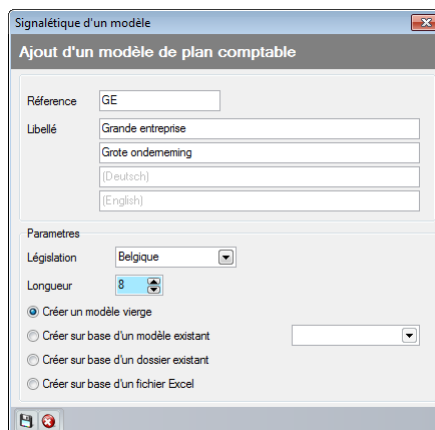 Signalétique d'un modèle
Ajout d'un modèle de plan comptable
Réference GE
Libellé Grande entreprise
Grote onderneming
(Deutsch)
(English)
Parametres
Législation Belgique
Longueur 8
Créer un modèle vierge
Créer sur base d'un modèle existant
Créer sur base d'un dossier existant
Créer sur base d'un fichier Excel